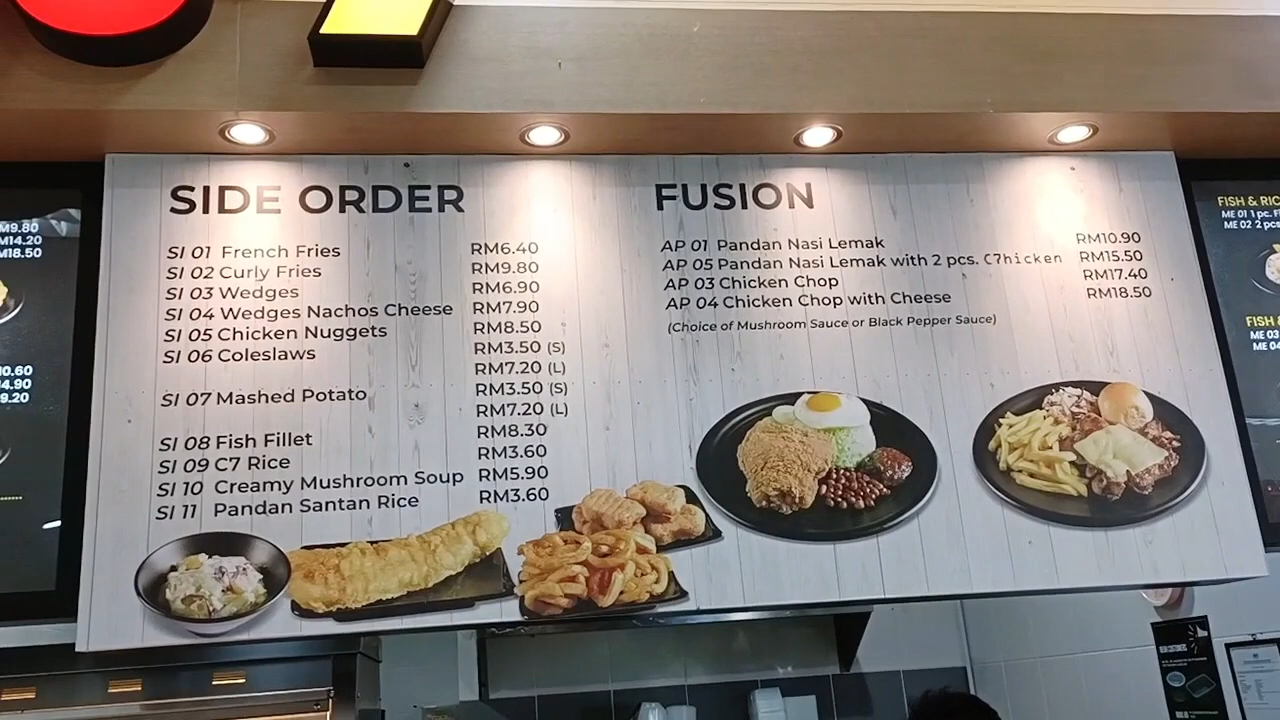 SIDE ORDER
SI 01 French Fries RM6.40
SI 02 Curly Fries RM9.80
SI 03 Wedges RM6.90
SI 04 Wedges Nachos Cheese RM7.90
SI 05 Chicken Nuggets RM8.50
SI 06 Coleslaws RM3.50 (S)
RM7.20 (L)
SI 07 Mashed Potato RM3.50 (S)
RM7.20 (L)
SI 08 Fish Fillet RM8.30
SI 09 C7 Rice RM3.60
SI 10 Creamy Mushroom Soup RM5.90
SI 11 Pandan Santan Rice RM3.60
FUSION
AP 01 Pandan Nasi Lemak RM10.90
AP 05 Pandan Nasi Lemak with 2 pcs. C7hicken RM15.50
AP 03 Chicken Chop RM17.40
AP 04 Chicken Chop with Cheese RM18.50
(Choice of Mushroom Sauce or Black Pepper Sauce)
M9.80
M14.20
M18.50
0.60
9.20
FISH & RIC
ME 01 1 pc. F
ME 02 2 pcs
FISH &
ME 03
ME 04